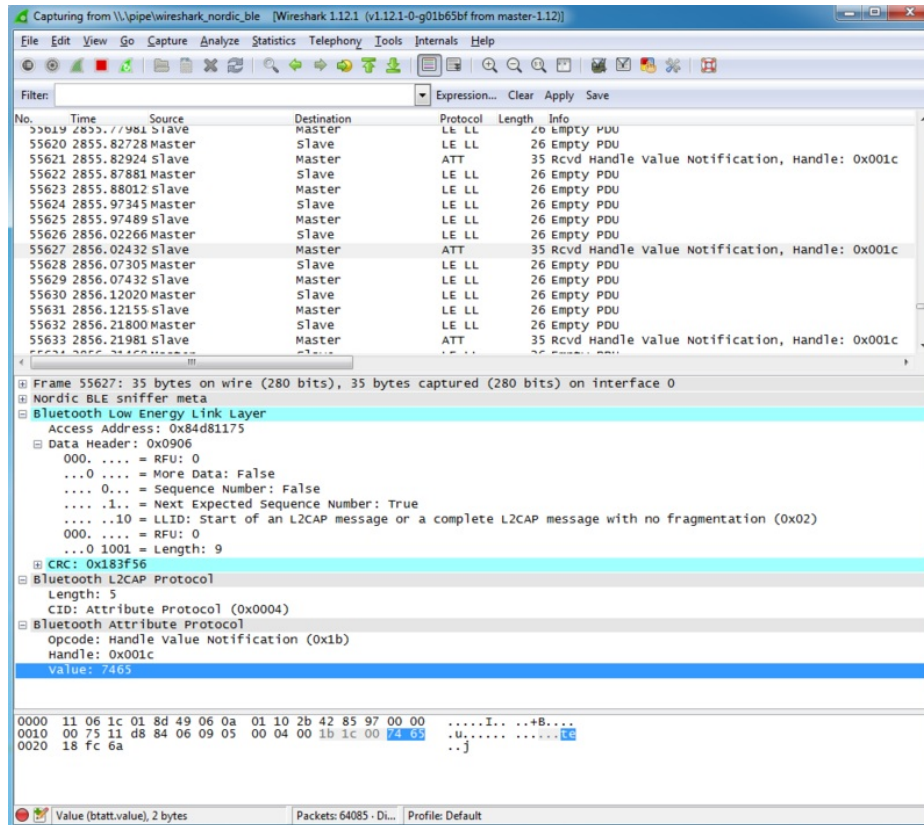 Capturing from \\.\pipe\wireshark_nordic_ble [Wireshark 1.12.1 (v1.12.1-0-g01b65bf from master-1.12)]
File Edit View Go Capture Analyze Statistics Telephony Tools Internals Help
Filter: Expression... Clear Apply Save
No. Time Source Destination Protocol Length Info
55619 2855.77981 Slave Master LE LL 26 Empty PDU
55620 2855.82728 Master Slave LE LL 26 Empty PDU
55621 2855.82924 Slave Master ATT 35 Rcvd Handle Value Notification, Handle: 0x001c
55622 2855.87881 Master Slave LE LL 26 Empty PDU
55623 2855.88012 Slave Master LE LL 26 Empty PDU
55624 2855.97345 Master Slave LE LL 26 Empty PDU
55625 2855.97489 Slave Master LE LL 26 Empty PDU
55626 2856.02266 Master Slave LE LL 26 Empty PDU
55627 2856.02432 Slave Master ATT 35 Rcvd Handle Value Notification, Handle: 0x001c
55628 2856.07305 Master Slave LE LL 26 Empty PDU
55629 2856.07432 Slave Master LE LL 26 Empty PDU
55630 2856.12020 Master Slave LE LL 26 Empty PDU
55631 2856.12155 Slave Master LE LL 26 Empty PDU
55632 2856.21800 Master Slave LE LL 26 Empty PDU
55633 2856.21981 Slave Master ATT 35 Rcvd Handle Value Notification, Handle: 0x001c
Frame 55627: 35 bytes on wire (280 bits), 35 bytes captured (280 bits) on interface 0
Nordic BLE sniffer meta
Bluetooth Low Energy Link Layer
Access Address: 0x84d81175
Data Header: 0x0906
000. .... = RFU: 0
...0 .... = More Data: False
.... 0... = Sequence Number: False
.... .1.. = Next Expected Sequence Number: True
.... ..10 = LLID: Start of an L2CAP message or a complete L2CAP message with no fragmentation (0x02)
000. .... = RFU: 0
...0 1001 = Length: 9
CRC: 0x183f56
Bluetooth L2CAP Protocol
Length: 5
CID: Attribute Protocol (0x0004)
Bluetooth Attribute Protocol
Opcode: Handle Value Notification (0x1b)
Handle: 0x001c
Value: 7465
0000 11 06 1c 01 8d 49 06 0a 01 10 2b 42 85 97 00 00 .....I.. ..+B....
0010 00 75 11 d8 84 06 09 05 00 04 00 1b 1c 00 74 65 .u...... ......te
0020 18 fc 6a ..j
Value (btatt.value), 2 bytes Packets: 64085 · Di... Profile: Default